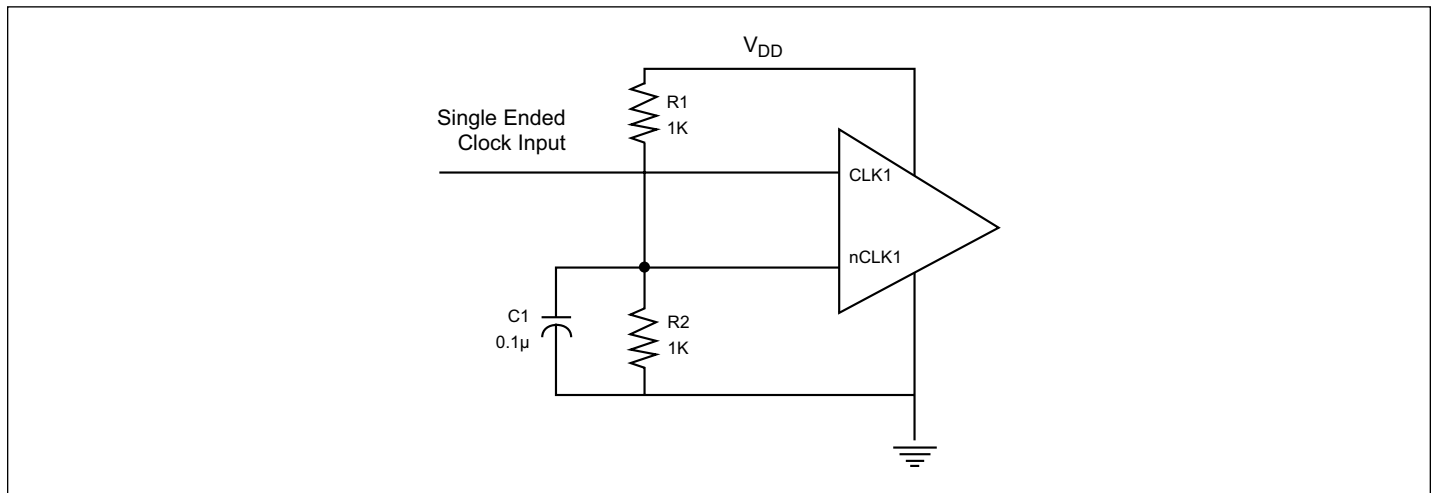 V_DD
R1
1K
Single Ended
Clock Input
CLK1
nCLK1
C1
0.1µ
R2
1K